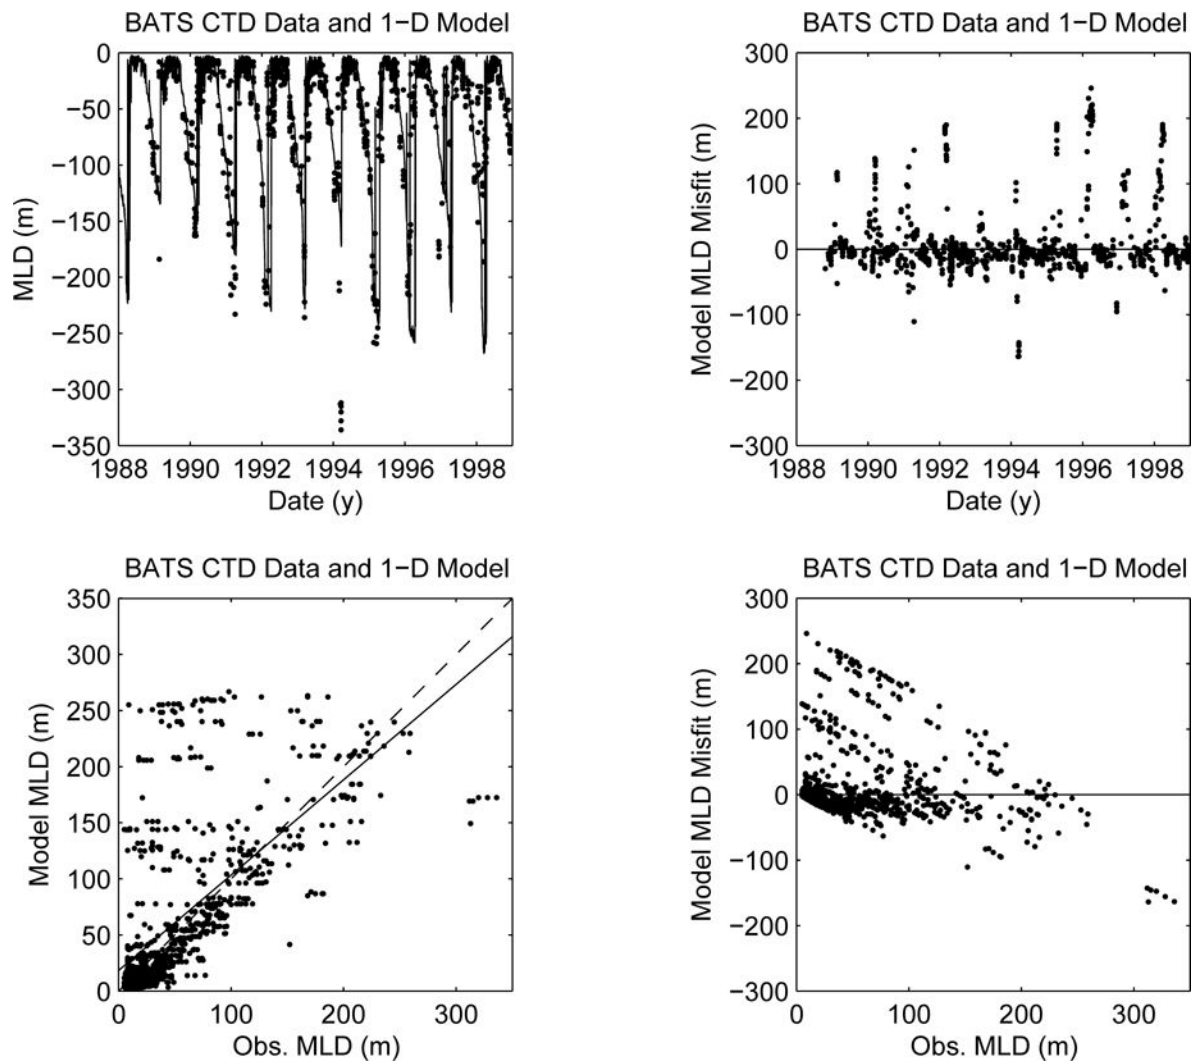 BATS CTD Data and 1−D Model
0
−50
−100
−150
−200
−250
−300
−350
MLD (m)
1988 1990 1992 1994 1996 1998
Date (y)
BATS CTD Data and 1−D Model
300
200
100
0
−100
−200
−300
Model MLD Misfit (m)
1988 1990 1992 1994 1996 1998
Date (y)
BATS CTD Data and 1−D Model
350
300
250
200
150
100
50
0
Model MLD (m)
0 100 200 300
Obs. MLD (m)
BATS CTD Data and 1−D Model
300
200
100
0
−100
−200
−300
Model MLD Misfit (m)
0 100 200 300
Obs. MLD (m)